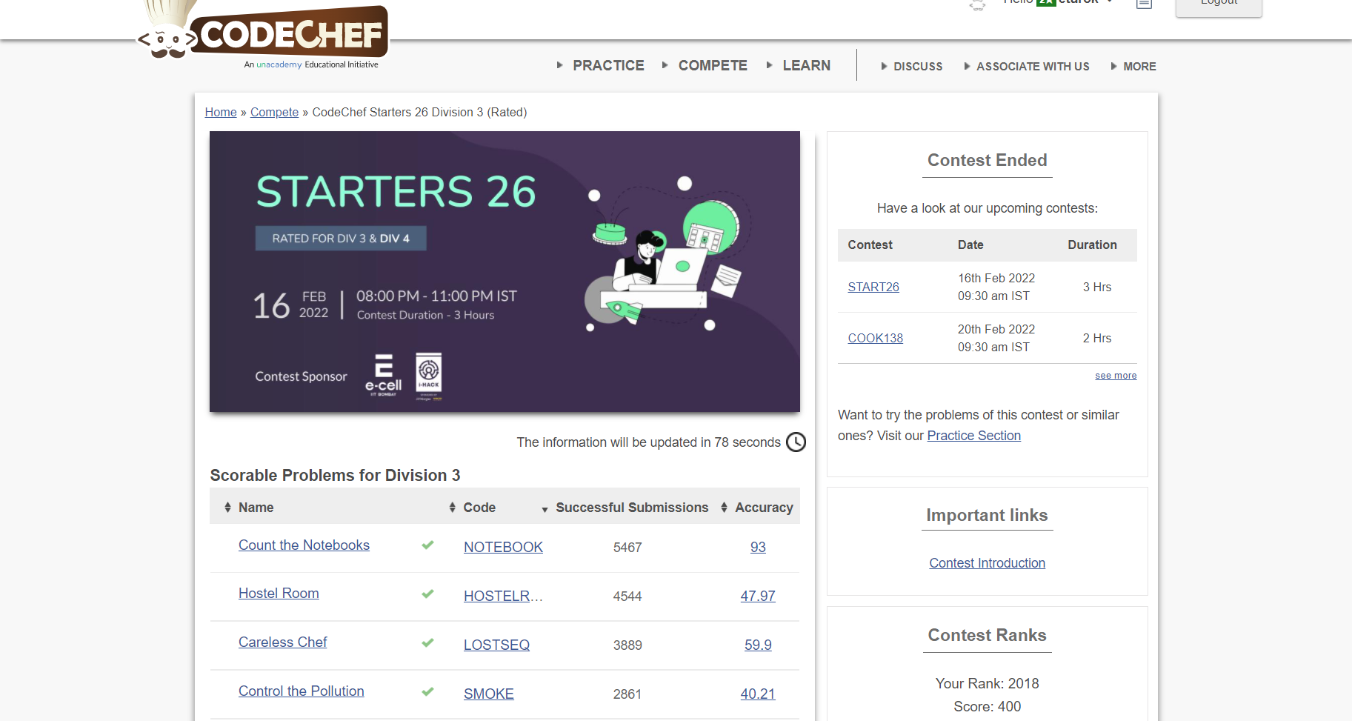 Logout
CODECHEF
An unacademy Educational Initiative
PRACTICE COMPETE LEARN DISCUSS ASSOCIATE WITH US MORE
Home » Compete » CodeChef Starters 26 Division 3 (Rated)
STARTERS 26
RATED FOR DIV 3 & DIV 4
16 FEB 2022 | 08:00 PM - 11:00 PM IST
Contest Duration - 3 Hours
Contest Sponsor
e-cell
IIT BOMBAY
I-HACK
The information will be updated in 78 seconds
Scorable Problems for Division 3
Name Code Successful Submissions Accuracy
Count the Notebooks NOTEBOOK 5467 93
Hostel Room HOSTELR... 4544 47.97
Careless Chef LOSTSEQ 3889 59.9
Control the Pollution SMOKE 2861 40.21
Contest Ended
Have a look at our upcoming contests:
Contest Date Duration
START26 16th Feb 2022 09:30 am IST 3 Hrs
COOK138 20th Feb 2022 09:30 am IST 2 Hrs
see more
Want to try the problems of this contest or similar
ones? Visit our Practice Section
Important links
Contest Introduction
Contest Ranks
Your Rank: 2018
Score: 400